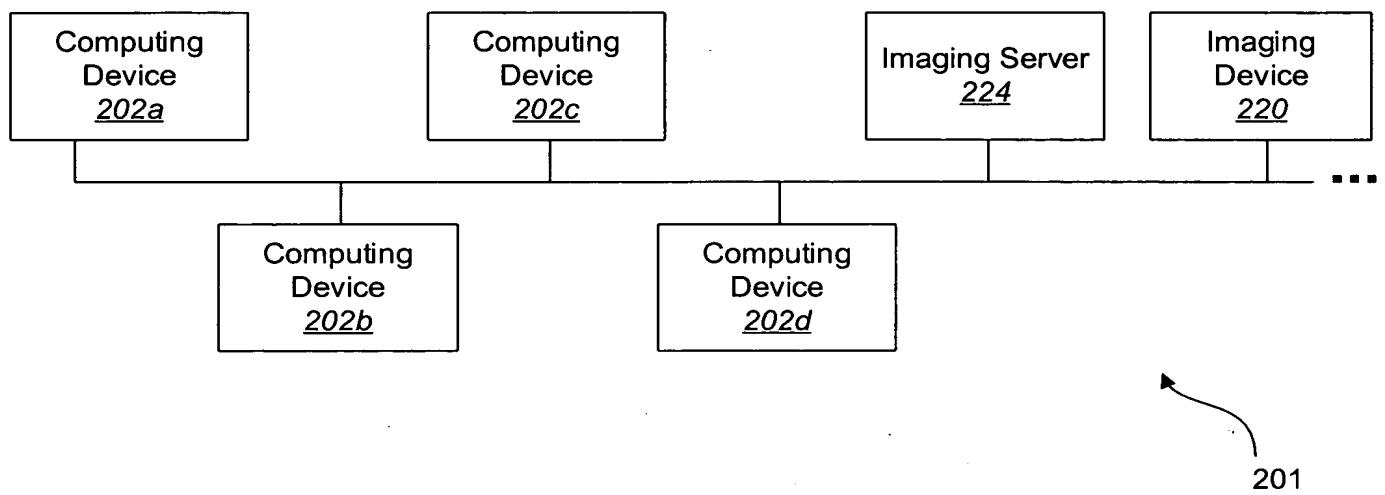 Computing
Device
202a
Computing
Device
202c
Imaging Server
224
Imaging
Device
220
Computing
Device
202b
Computing
Device
202d
201